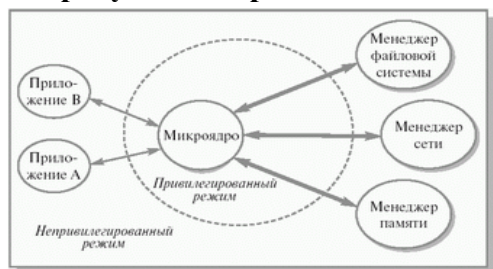 Менеджер
файловой
системы
Прило-
жение B
Микроядро
Менеджер
сети
Прило-
жение A
Привилегированный
режим
Менеджер
памяти
Непривилегированный
режим